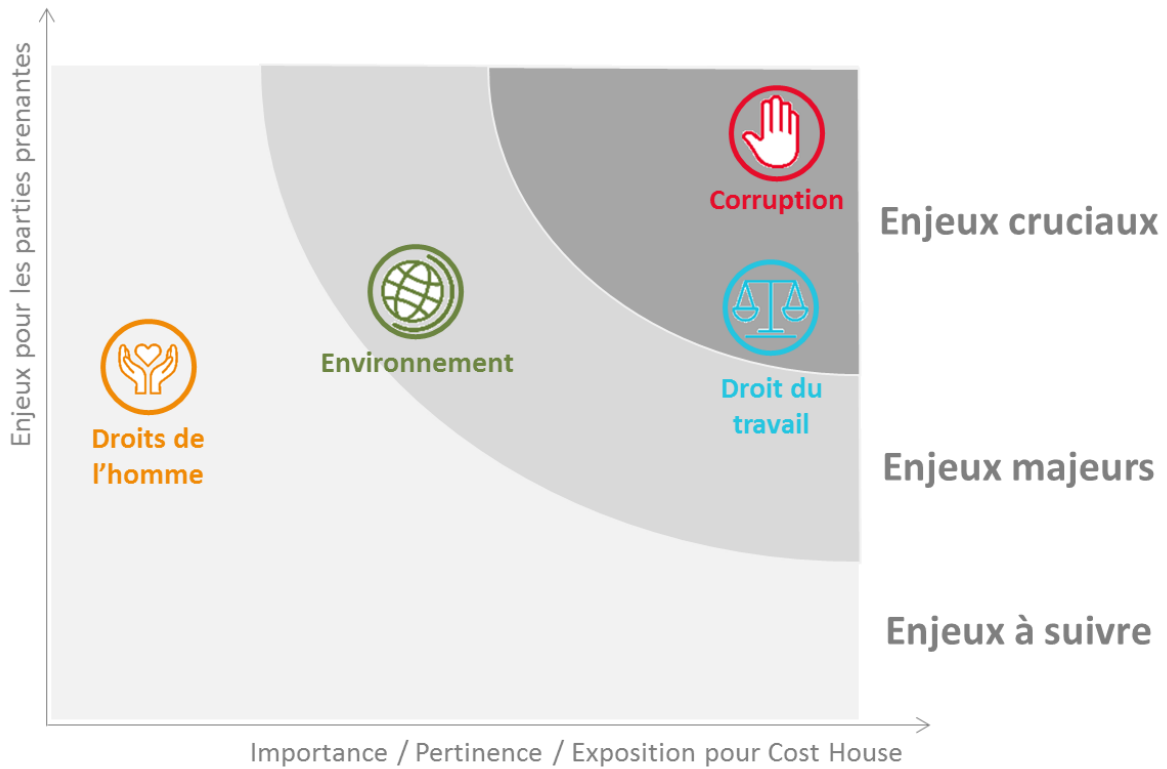 Enjeux pour les parties prenantes
Corruption
Enjeux cruciaux
Environnement
Droit du
travail
Droits de
l’homme
Enjeux majeurs
Enjeux à suivre
Importance / Pertinence / Exposition pour Cost House